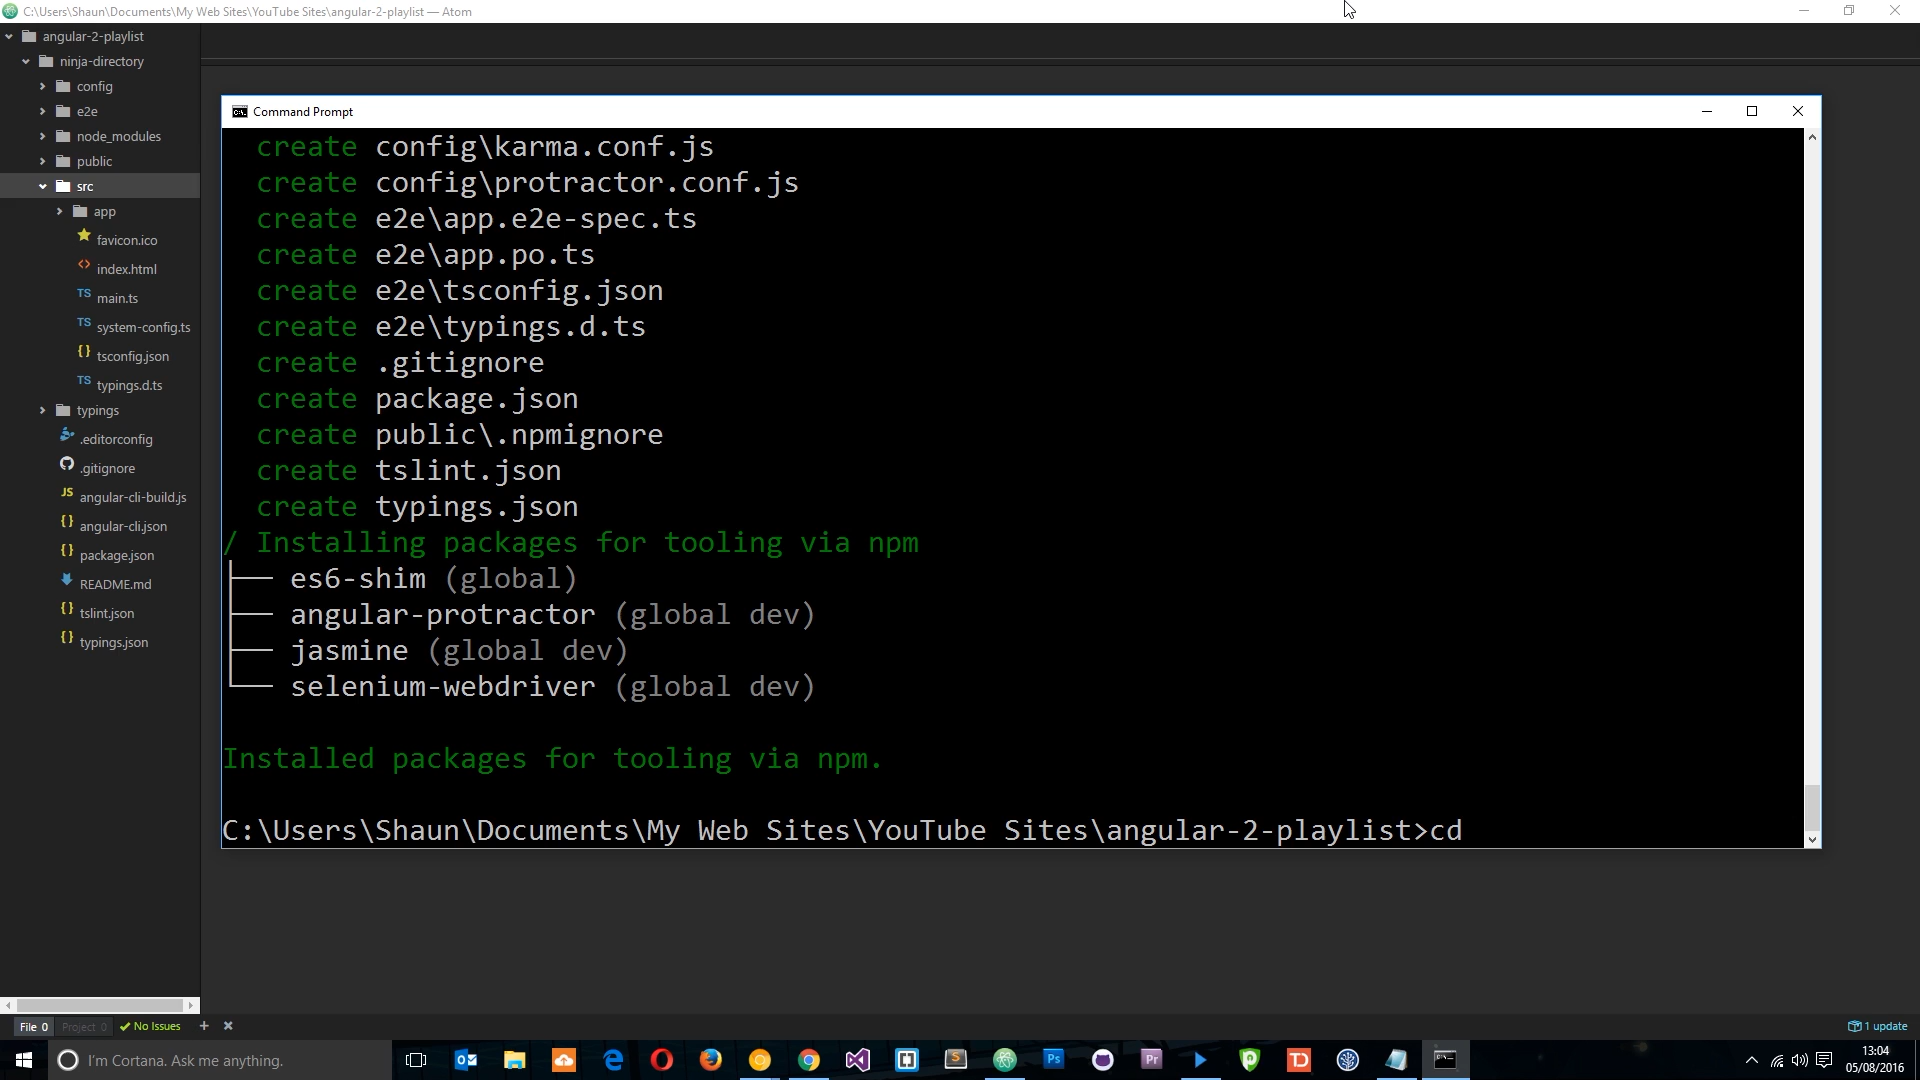 C:\Users\Shaun\Documents\My Web Sites\YouTube Sites\angular-2-playlist — Atom
angular-2-playlist
ninja-directory
config
e2e
node_modules
public
src
app
favicon.ico
<> index.html
TS main.ts
TS system-config.ts
{} tsconfig.json
TS typings.d.ts
typings
.editorconfig
.gitignore
JS angular-cli-build.js
{} angular-cli.json
{} package.json
README.md
{} tslint.json
{} typings.json
Command Prompt
create config\karma.conf.js
create config\protractor.conf.js
create e2e\app.e2e-spec.ts
create e2e\app.po.ts
create e2e\tsconfig.json
create e2e\typings.d.ts
create .gitignore
create package.json
create public\.npmignore
create tslint.json
create typings.json
/ Installing packages for tooling via npm
├── es6-shim (global)
├── angular-protractor (global dev)
├── jasmine (global dev)
└── selenium-webdriver (global dev)
Installed packages for tooling via npm.
C:\Users\Shaun\Documents\My Web Sites\YouTube Sites\angular-2-playlist>cd
File 0 Project 0 No Issues + ×
1 update
I'm Cortana. Ask me anything.
Ps
Pr
TD
13:04
05/08/2016